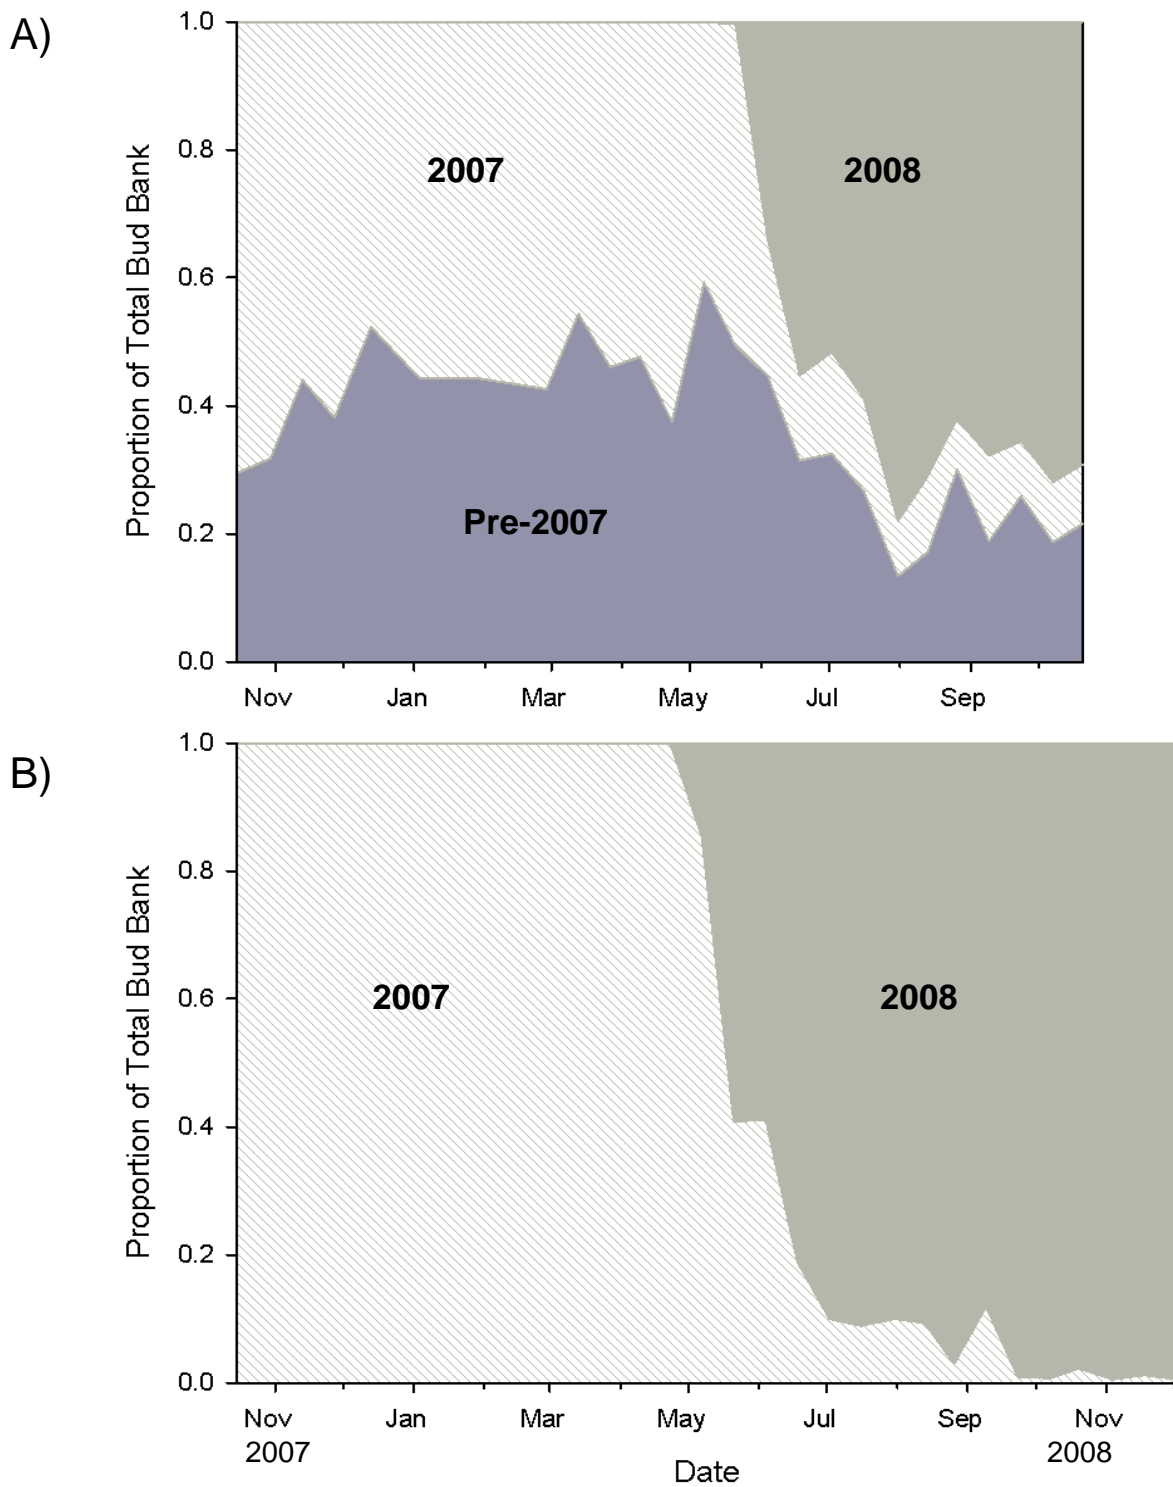 A)
Proportion of Total Bud Bank
1.0
0.8
0.6
0.4
0.2
0.0
2007
2008
Pre-2007
Nov Jan Mar May Jul Sep
B)
Proportion of Total Bud Bank
1.0
0.8
0.6
0.4
0.2
0.0
2007
2008
Nov Jan Mar May Jul Sep Nov
2007 2008
Date